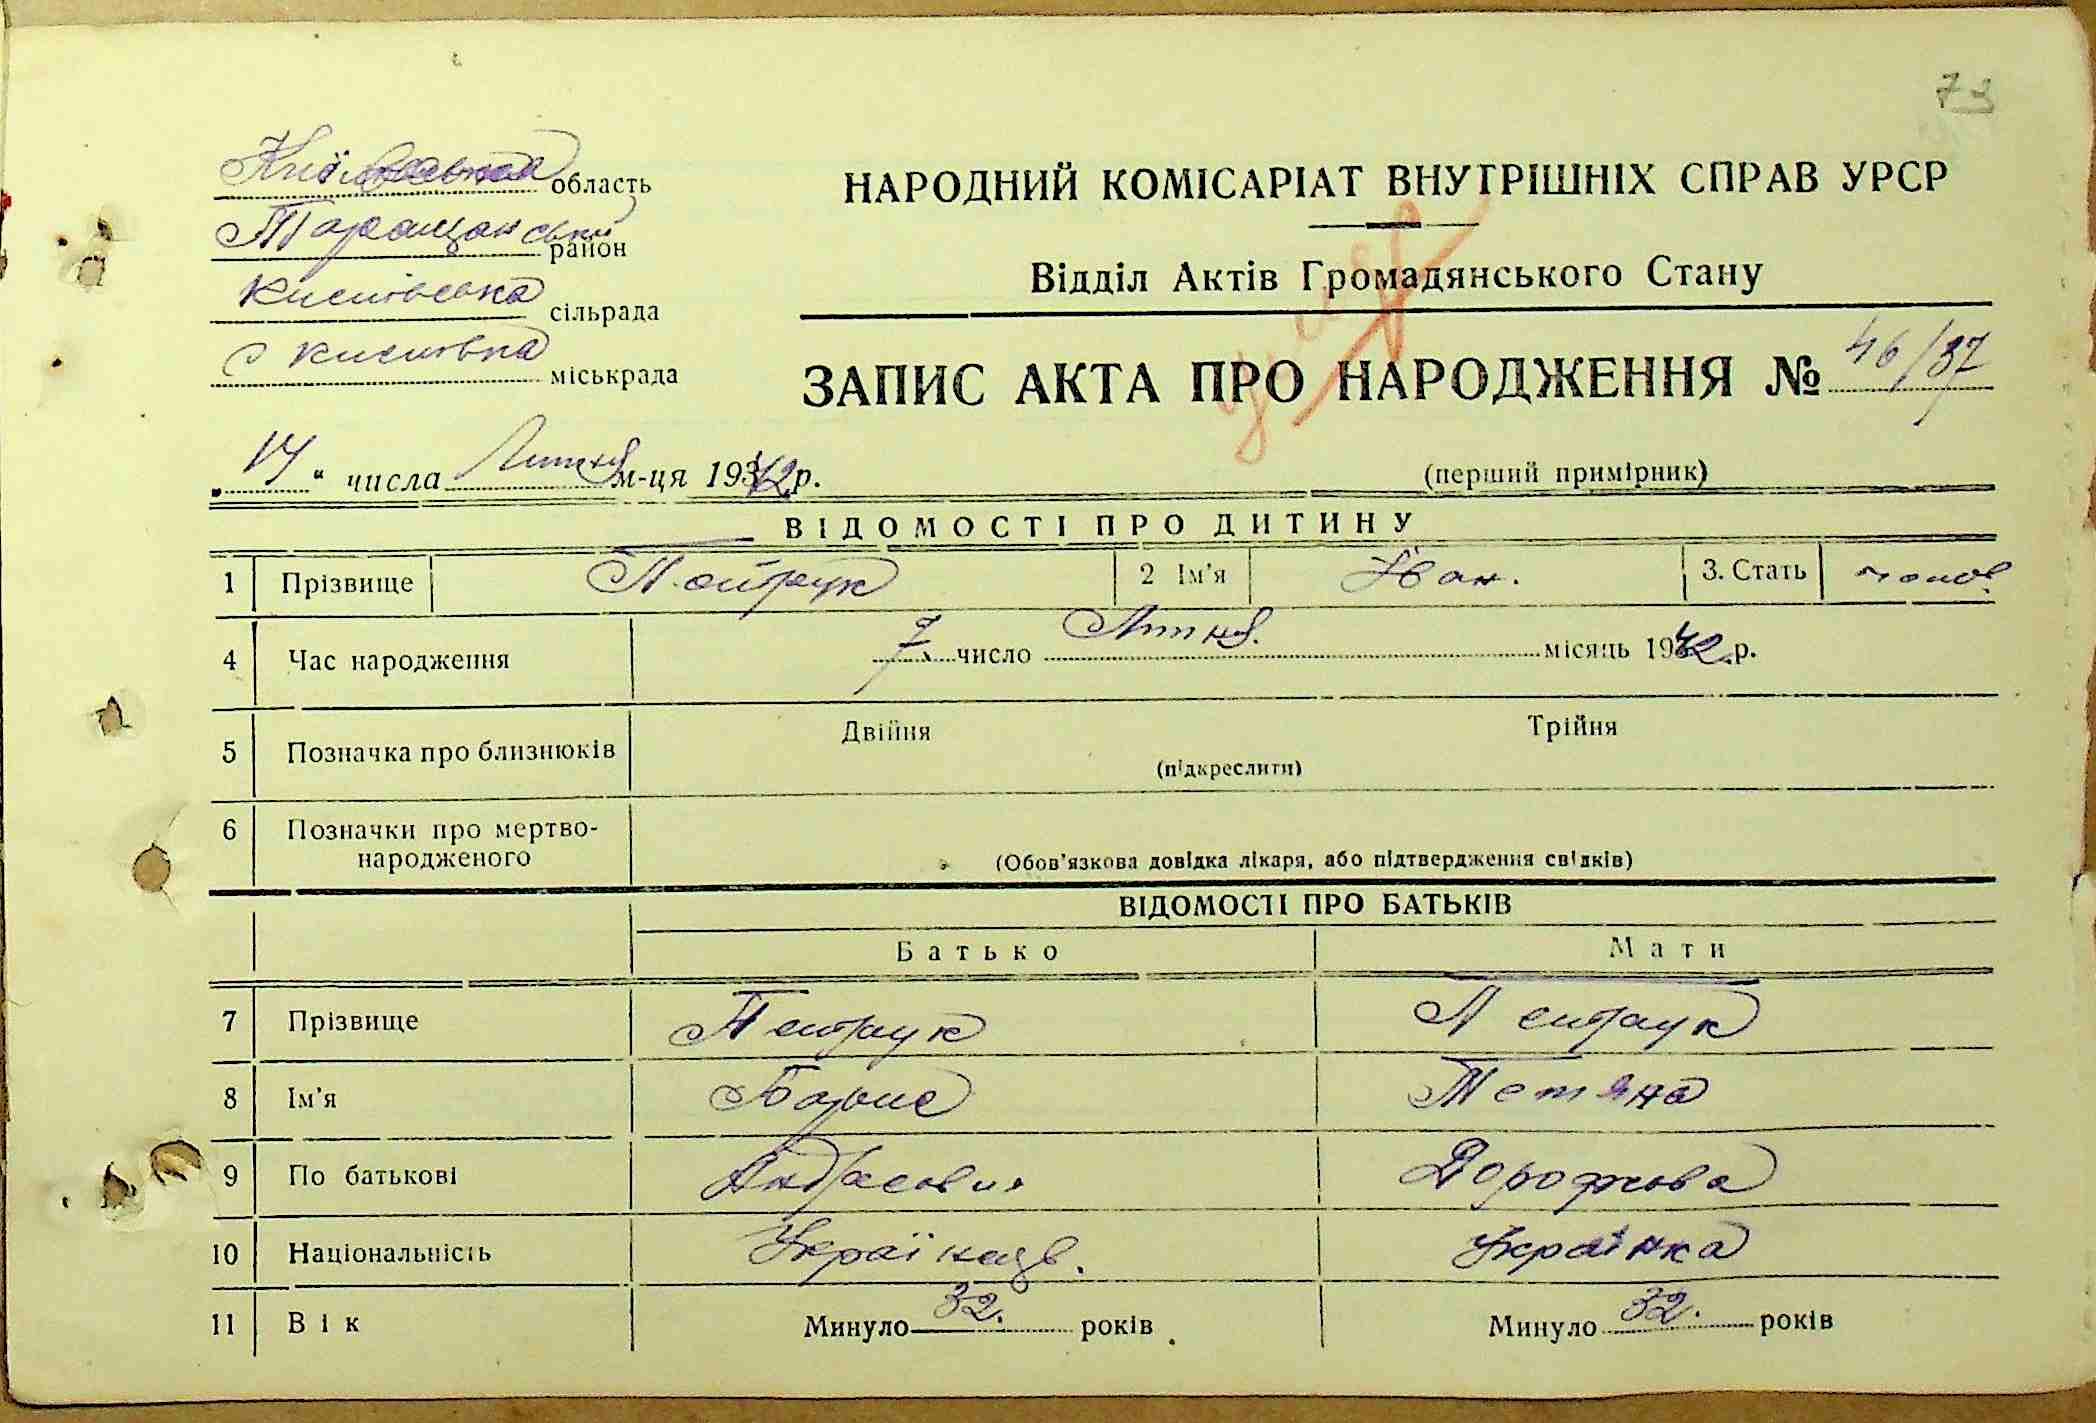 73
Київська область
Таращанський район
Кислівська сільрада
с Кислівка міськрада
НАРОДНИЙ КОМІСАРІАТ ВНУТРІШНІХ СПРАВ УРСР
Відділ Актів Громадянського Стану
ЗАПИС АКТА ПРО НАРОДЖЕННЯ № 46/37
„14“ числа Липня м-ця 1942 р.
(перший примірник)
ВІДОМОСТІ ПРО ДИТИНУ
1 Прізвище Петрук 2 Ім'я Іван. 3. Стать чолов
4 Час народження 7 число Липня. місяць 1942 р.
5 Позначка про близнюків Двійня Трійня
(підкреслити)
6 Позначки про мертво-
народженого
(Обов'язкова довідка лікаря, або підтвердження свідків)
ВІДОМОСТІ ПРО БАТЬКІВ
Батько Мати
7 Прізвище Петрук Петрук
8 Ім'я Борис Тетяна
9 По батькові Андреович Дорофеова
10 Національність Українець. Українка
11 Вік Минуло 32. років Минуло 32. років